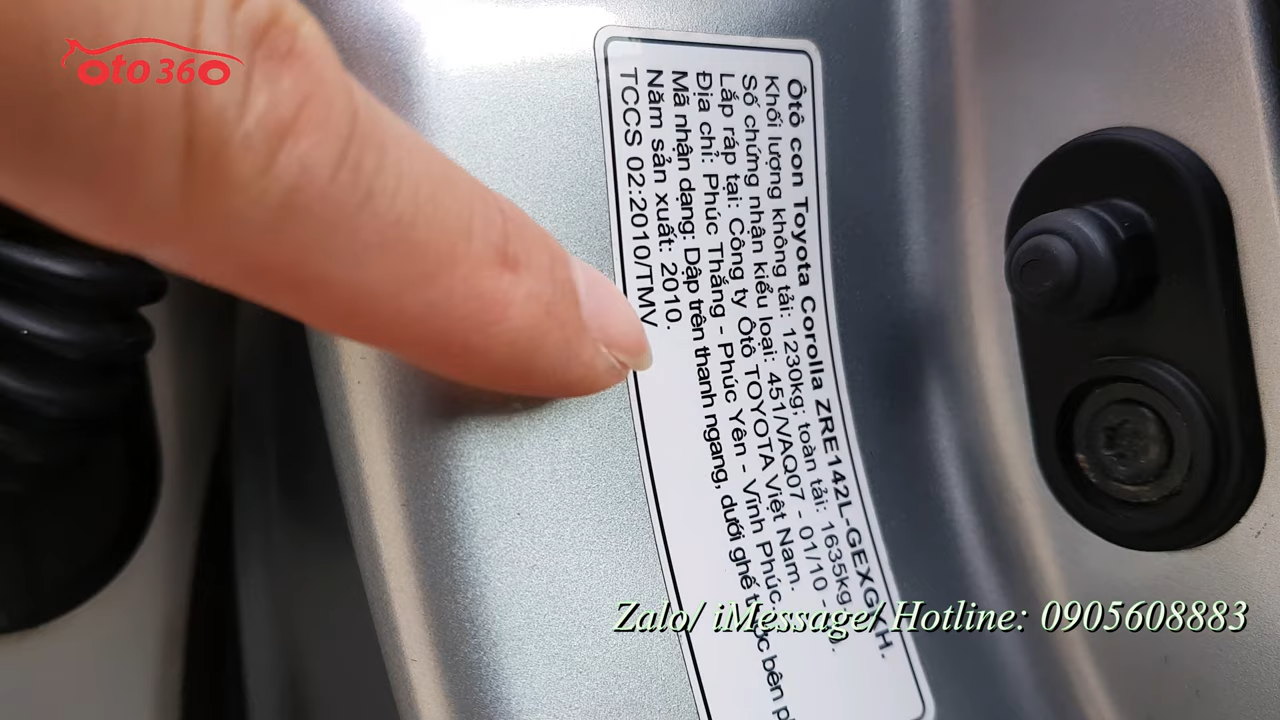 oto360
Ôtô con Toyota Corolla ZRE142L-GEXG
Khối lượng không tải: 1230kg; toàn tải: 1635kg
Số chứng nhận kiểu loại: 451/VAQ07 - 01/10 -
Lắp ráp tại: Công ty Ôtô TOYOTA Việt Nam.
Địa chỉ: Phúc Thắng - Phúc Yên - Vĩnh Phúc.
Mã nhận dạng: Dập trên thanh ngang, dưới ghế bên
Năm sản xuất: 2010.
TCCS 02:2010/TMV
Zalo/ iMessage/ Hotline: 0905608883